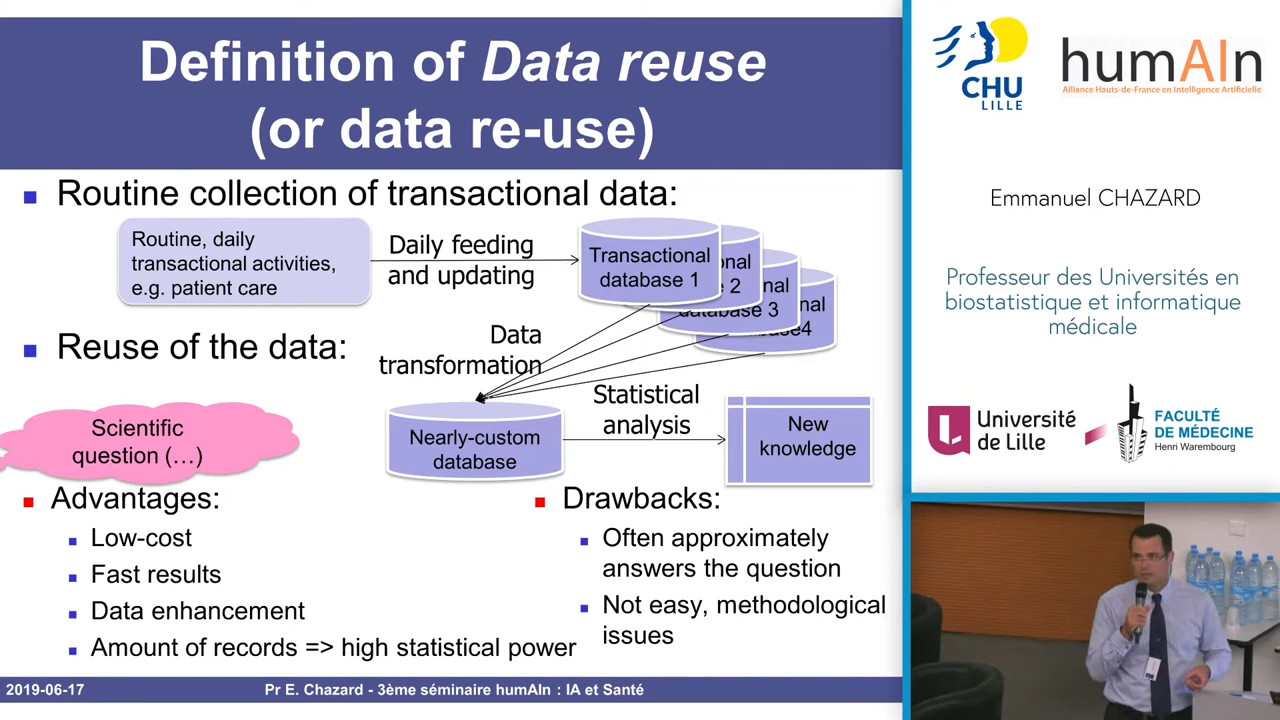 Definition of Data reuse
(or data re-use)
Routine collection of transactional data:
Routine, daily
transactional activities,
e.g. patient care
Daily feeding
and updating
Transactional
database 1
onal
e 2
nal
database 3
nal
base4
Reuse of the data:
Data
transformation
Scientific
question (…)
Nearly-custom
database
Statistical
analysis
New
knowledge
Advantages:
Low-cost
Fast results
Data enhancement
Amount of records => high statistical power
Drawbacks:
Often approximately
answers the question
Not easy, methodological
issues
2019-06-17
Pr E. Chazard - 3ème séminaire humAIn : IA et Santé
CHU
LILLE
humAIn
Alliance Hauts-de-France en Intelligence Artificielle
Emmanuel CHAZARD
Professeur des Universités en
biostatistique et informatique
médicale
Université
de Lille
FACULTÉ
DE MÉDECINE
Henri Warembourg